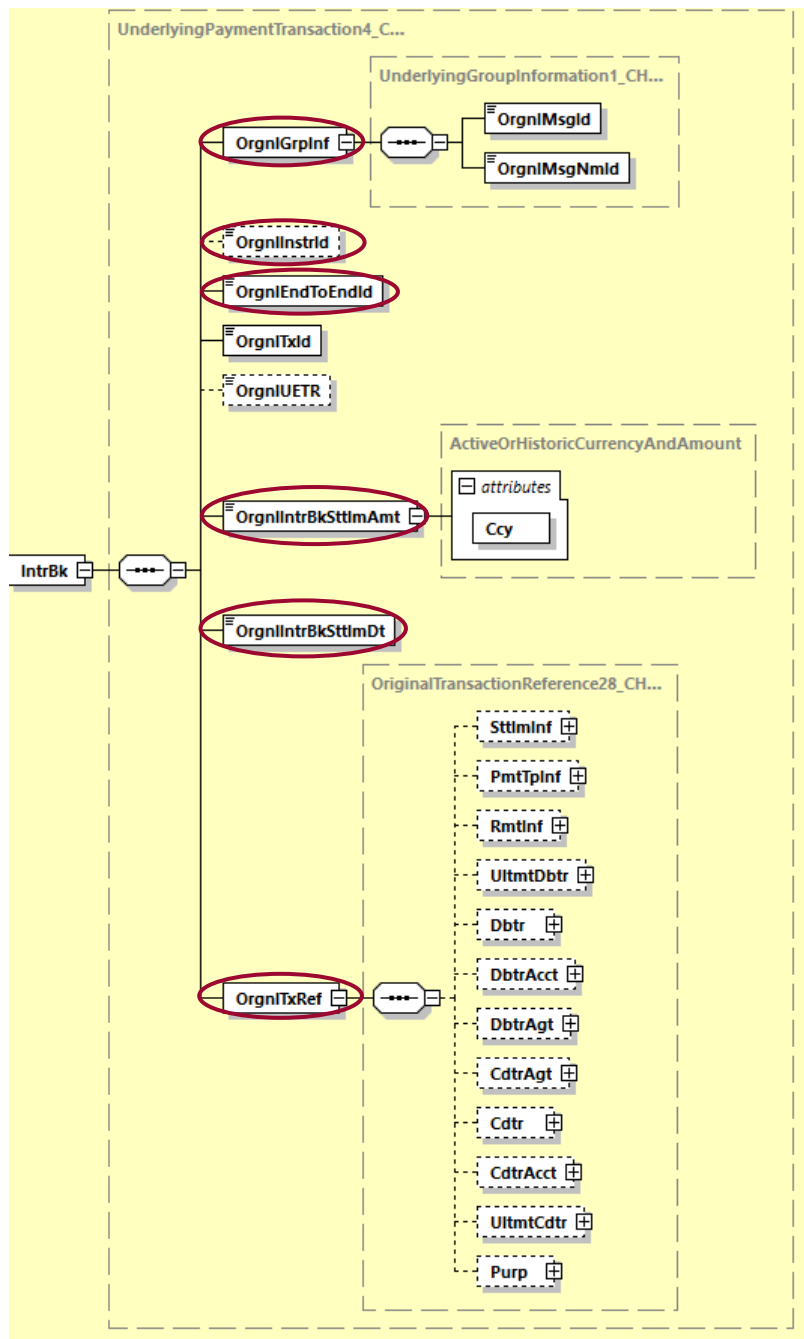 UnderlyingPaymentTransaction4_C...
UnderlyingGroupInformation1_CH...
OrgnlGrpInf
OrgnlMsgId
OrgnlMsgNmId
OrgnlInstrId
OrgnlEndToEndId
OrgnlTxId
OrgnlUETR
ActiveOrHistoricCurrencyAndAmount
attributes
OrgnlIntrBkSttlmAmt
Ccy
IntrBk
OrgnlIntrBkSttlmDt
OriginalTransactionReference28_CH...
SttlmInf
PmtTpInf
RmtInf
UltmtDbtr
Dbtr
DbtrAcct
OrgnlTxRef
DbtrAgt
CdtrAgt
Cdtr
CdtrAcct
UltmtCdtr
Purp